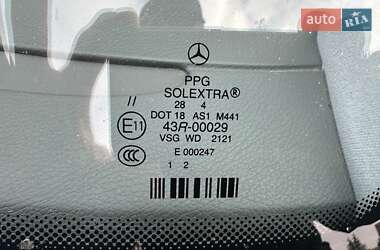 auto RIA
PPG
SOLEXTRA®
28 4
DOT 18 AS1 M441
// E11 43R-00029
VSG WD 2121
CCC E 000247
1 2